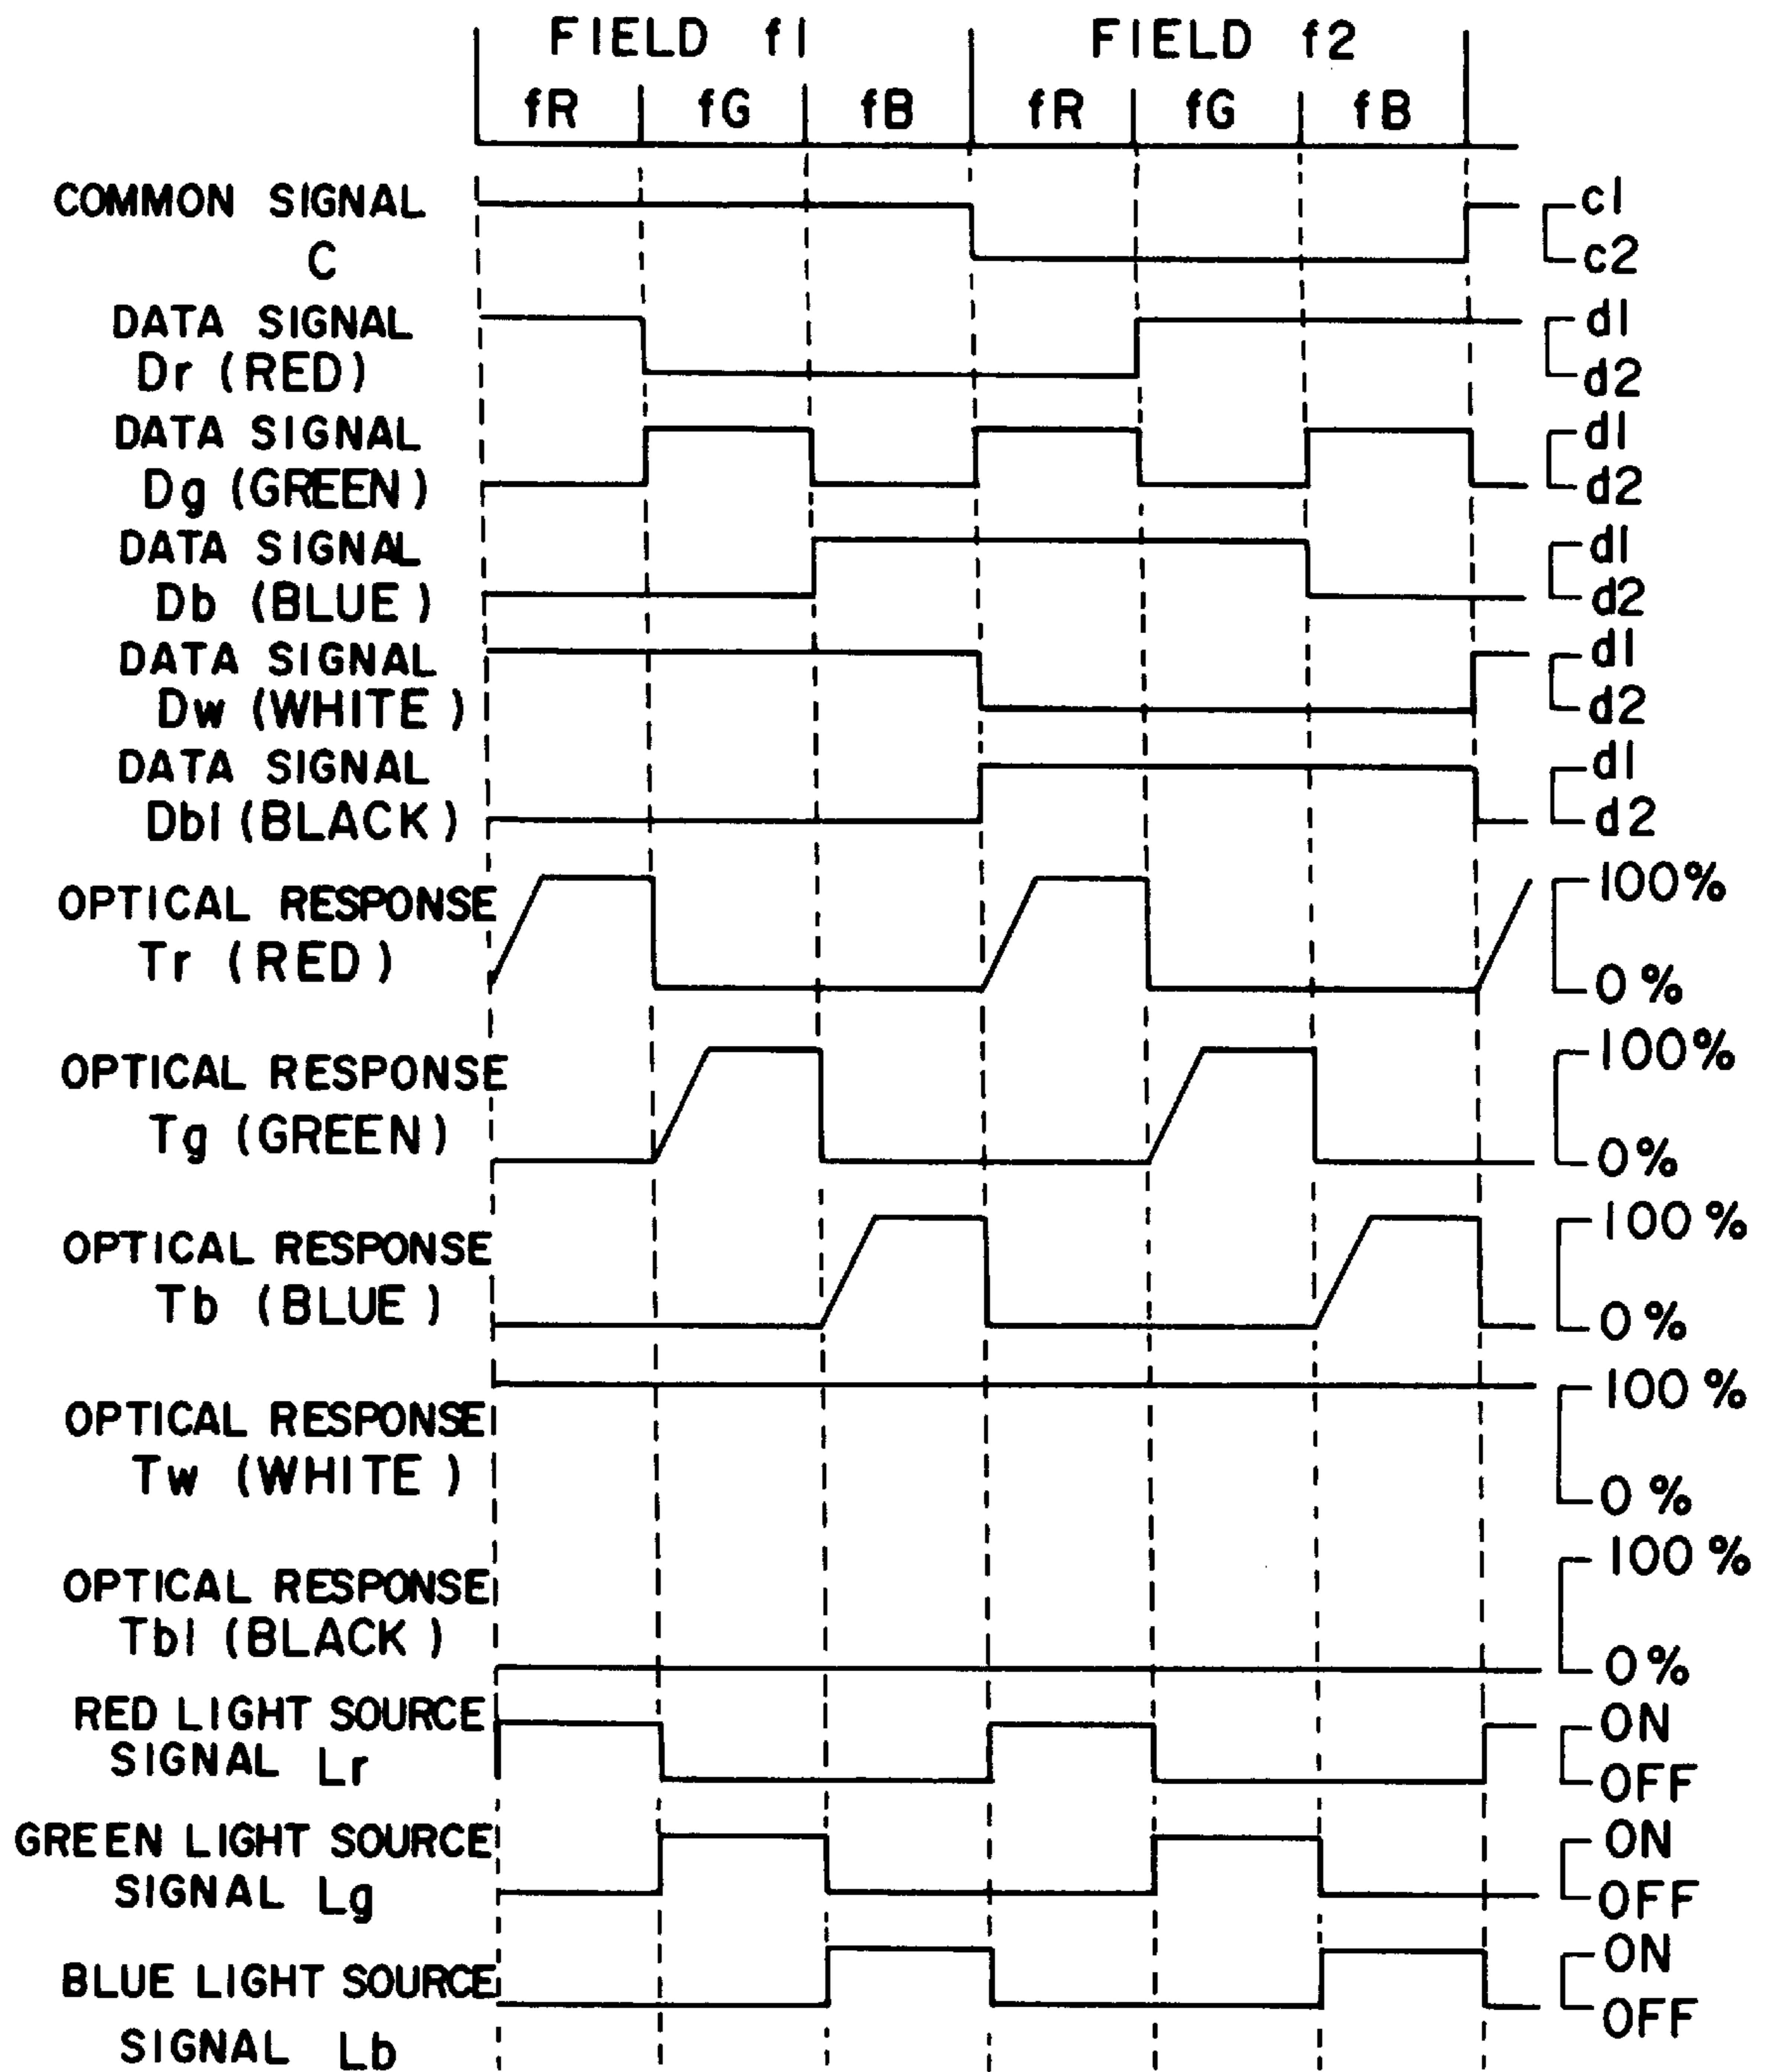 FIELD f1 FIELD f2
fR fG fB fR fG fB
COMMON SIGNAL C
c1
c2
DATA SIGNAL
Dr (RED)
d1
d2
DATA SIGNAL
Dg (GREEN)
d1
d2
DATA SIGNAL
Db (BLUE)
d1
d2
DATA SIGNAL
Dw (WHITE)
d1
d2
DATA SIGNAL
Dbl (BLACK)
d1
d2
OPTICAL RESPONSE
Tr (RED)
100%
0%
OPTICAL RESPONSE
Tg (GREEN)
100%
0%
OPTICAL RESPONSE
Tb (BLUE)
100%
0%
OPTICAL RESPONSE
Tw (WHITE)
100%
0%
OPTICAL RESPONSE
Tbl (BLACK)
100%
0%
RED LIGHT SOURCE
SIGNAL Lr
ON
OFF
GREEN LIGHT SOURCE
SIGNAL Lg
ON
OFF
BLUE LIGHT SOURCE
SIGNAL Lb
ON
OFF